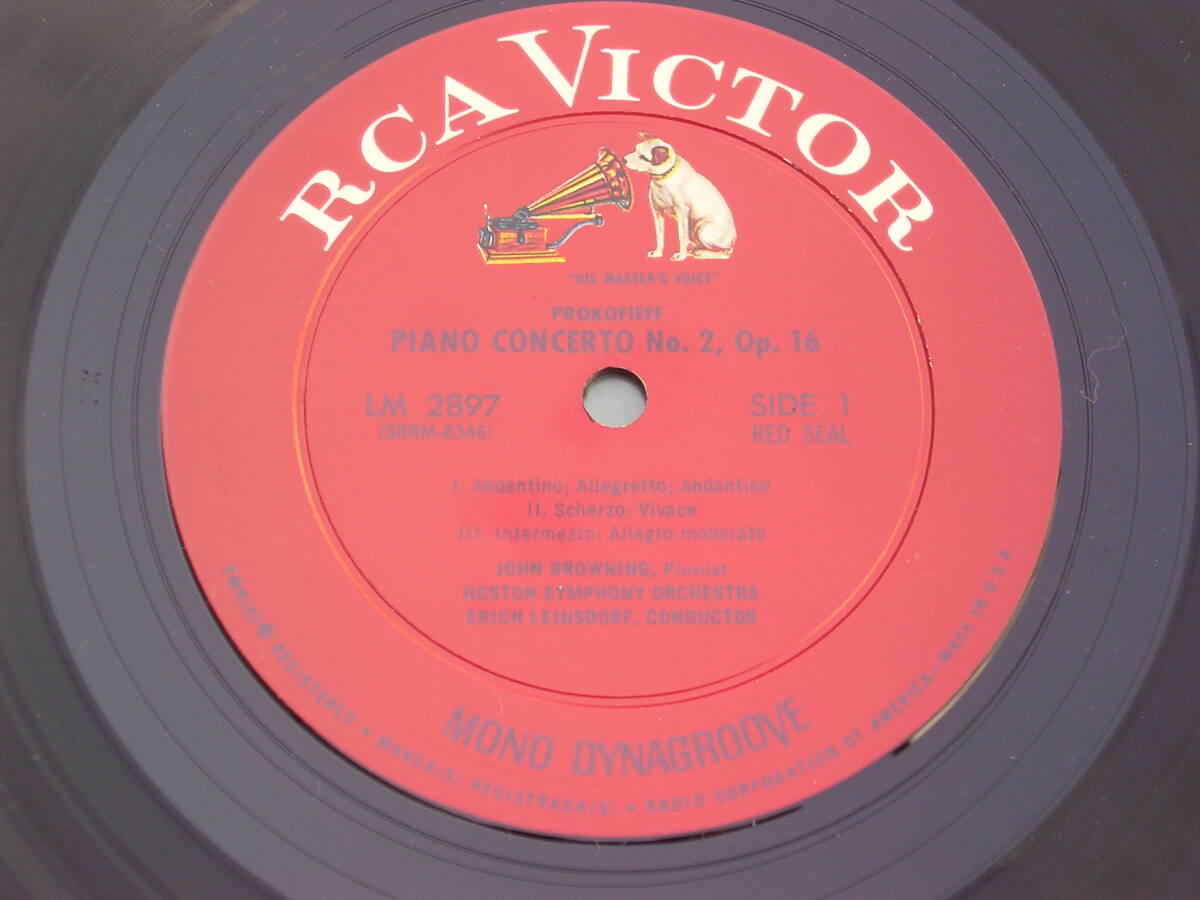 RCA VICTOR
"HIS MASTER'S VOICE"
PROKOFIEFF
PIANO CONCERTO No. 2, Op. 16
LM 2897
(SRRM-8346)
SIDE 1
RED SEAL
I. Andantino; Allegretto; Andantino
II. Scherzo: Vivace
III. Intermezzo: Allegro moderato
JOHN BROWNING, Pianist
BOSTON SYMPHONY ORCHESTRA
ERICH LEINSDORF, CONDUCTOR
MONO DYNAGROOVE
TMK(S) ® REGISTERED • MARCA(S) REGISTRADA(S) • RADIO CORPORATION OF AMERICA—MADE IN U.S.A.